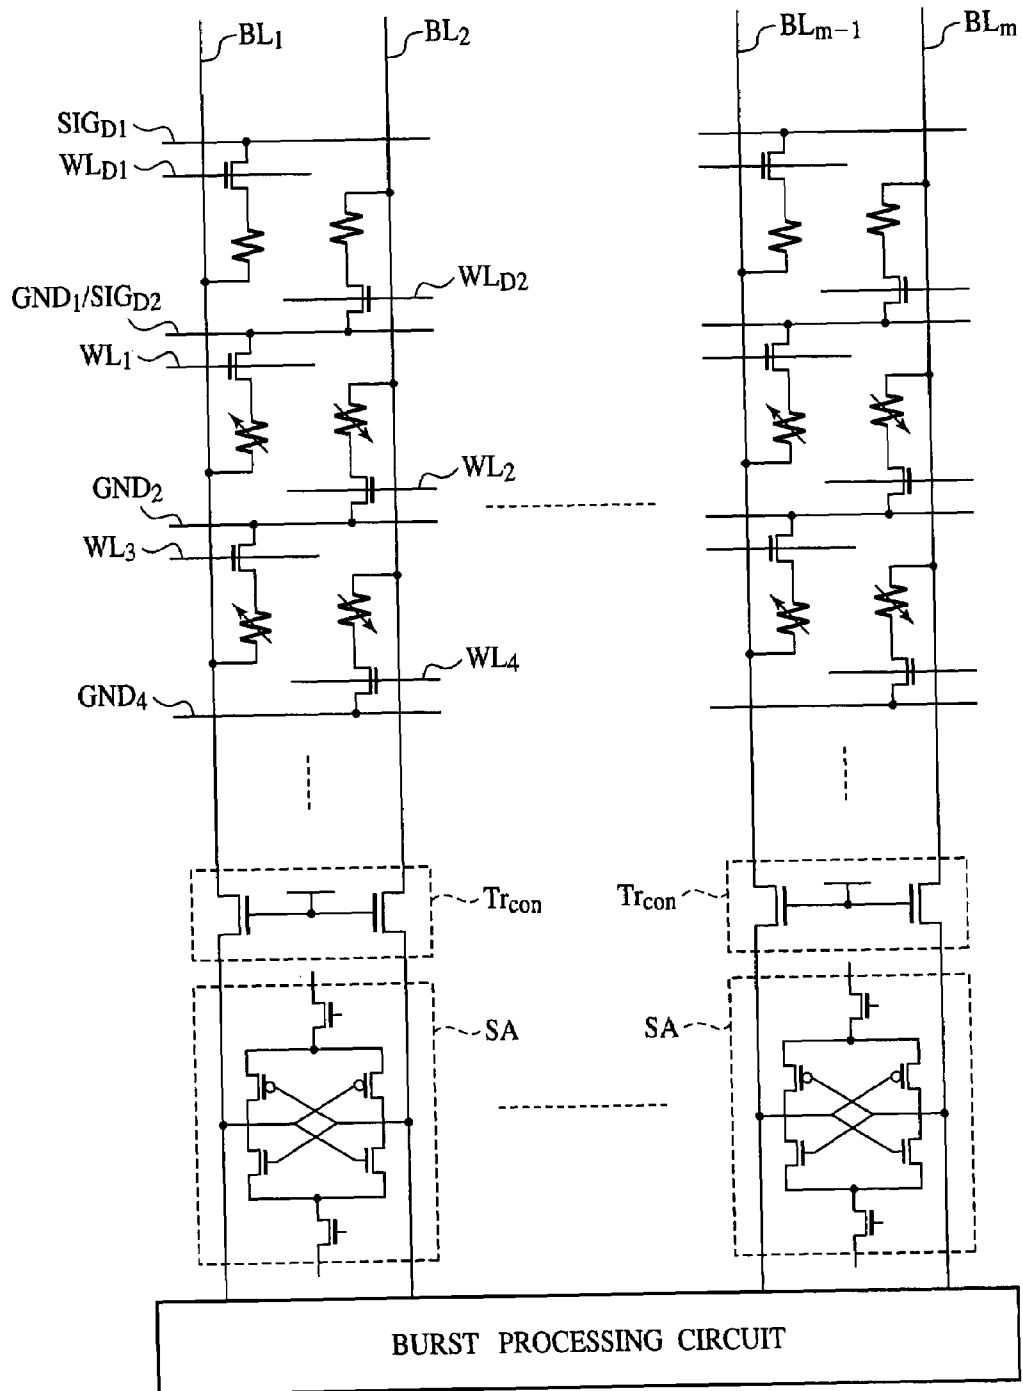 BL1 BL2 BLm-1 BLm
SIGD1
WLD1
WLD2
GND1/SIGD2
WL1
WL2
GND2
WL3
WL4
GND4
Trcon Trcon
SA SA
BURST PROCESSING CIRCUIT